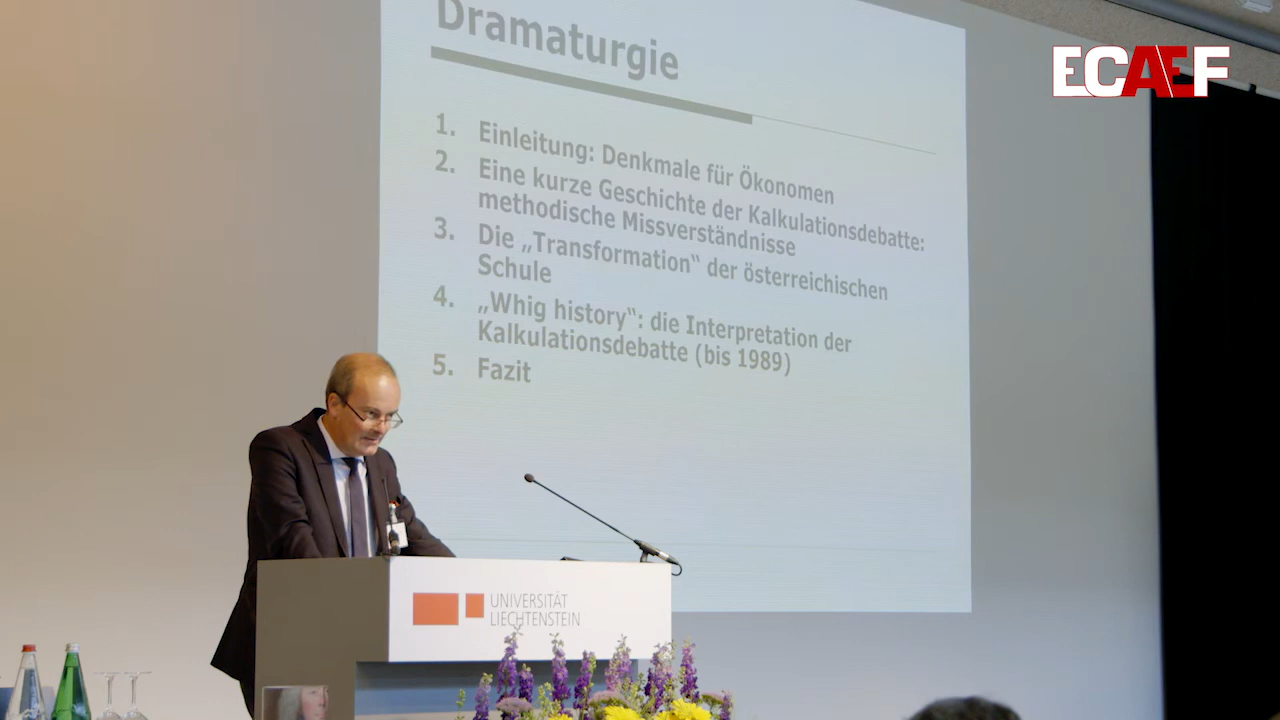 Dramaturgie
1. Einleitung: Denkmale für Ökonomen
2. Eine kurze Geschichte der Kalkulationsdebatte:
methodische Missverständnisse
3. Die „Transformation“ der österreichischen
Schule
4. „Whig history“: die Interpretation der
Kalkulationsdebatte (bis 1989)
5. Fazit
ECAEF
UNIVERSITÄT
LIECHTENSTEIN